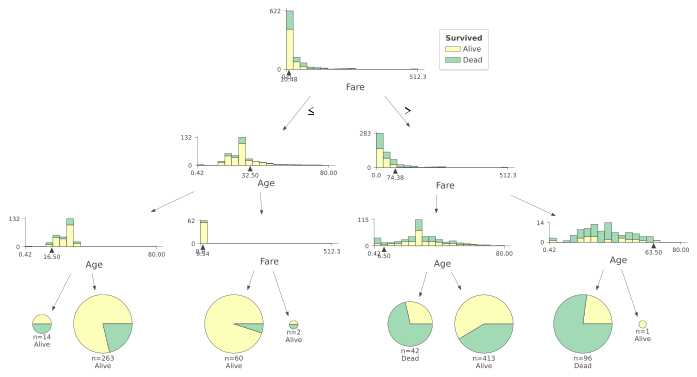 622
0
0.0
10.48
512.3
Fare
Survived
Alive
Dead
≤
>
132
0
0.42
32.50
80.00
Age
283
0
0.0
74.38
512.3
Fare
132
0
0.42
16.50
80.00
Age
62
0
512.3
Fare
115
0
0.42
6.50
80.00
Age
14
0
0.42
63.50
80.00
Age
n=14
Alive
n=263
Alive
n=60
Alive
n=2
Alive
n=42
Dead
n=413
Alive
n=96
Dead
n=1
Alive